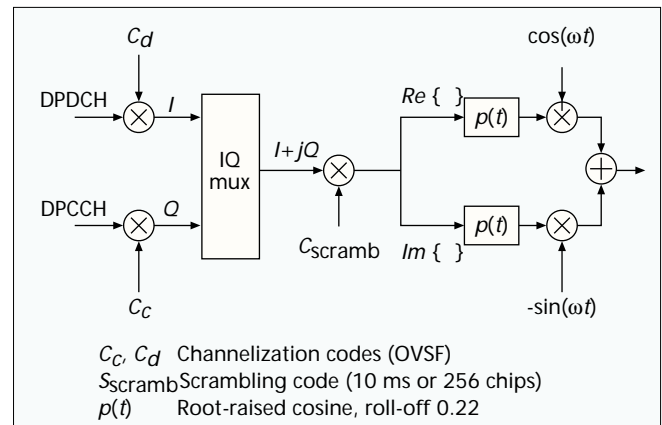 Cd
cos(ωt)
DPDCH
I
Re { }
p(t)
IQ
mux
I+jQ
DPCCH
Q
Cscramb
Im { }
p(t)
Cc
-sin(ωt)
Cc, Cd Channelization codes (OVSF)
Sscramb Scrambling code (10 ms or 256 chips)
p(t) Root-raised cosine, roll-off 0.22